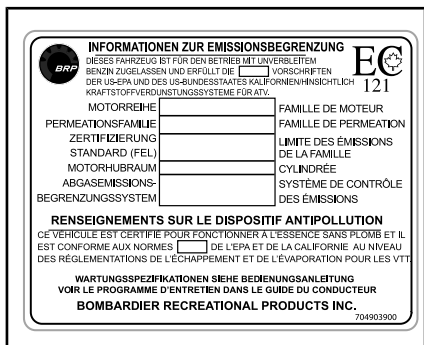 INFORMATIONEN ZUR EMISSIONSBEGRENZUNG
BRP
DIESES FAHRZEUG IST FÜR DEN BETRIEB MIT UNVERBLEITEM
BENZIN ZUGELASSEN UND ERFÜLLT DIE VORSCHRIFTEN
DER US-EPA UND DES US-BUNDESSTAATES KALIFORNIEN/HINSICHTLICH
KRAFTSTOFFVERDUNSTUNGSSYSTEME FÜR ATV.
EC
121
MOTORREIHE FAMILLE DE MOTEUR
PERMEATIONSFAMILIE FAMILLE DE PERMEATION
ZERTIFIZIERUNG LIMITE DES ÉMISSIONS
STANDARD (FEL) DE LA FAMILLE
MOTORHUBRAUM CYLINDRÉE
ABGASEMISSIONS- SYSTÈME DE CONTRÔLE
BEGRENZUNGSSYSTEM DES ÉMISSIONS
RENSEIGNEMENTS SUR LE DISPOSITIF ANTIPOLLUTION
CE VÉHICULE EST CERTIFIÉ POUR FONCTIONNER À L'ESSENCE SANS PLOMB ET IL
EST CONFORME AUX NORMES DE L'EPA ET DE LA CALIFORNIE AU NIVEAU
DES RÉGLEMENTATIONS DE L'ÉCHAPPEMENT ET DE L'ÉVAPORATION POUR LES VTT.
WARTUNGSSPEZIFIKATIONEN SIEHE BEDIENUNGSANLEITUNG
VOIR LE PROGRAMME D'ENTRETIEN DANS LE GUIDE DU CONDUCTEUR
BOMBARDIER RECREATIONAL PRODUCTS INC.
704903900